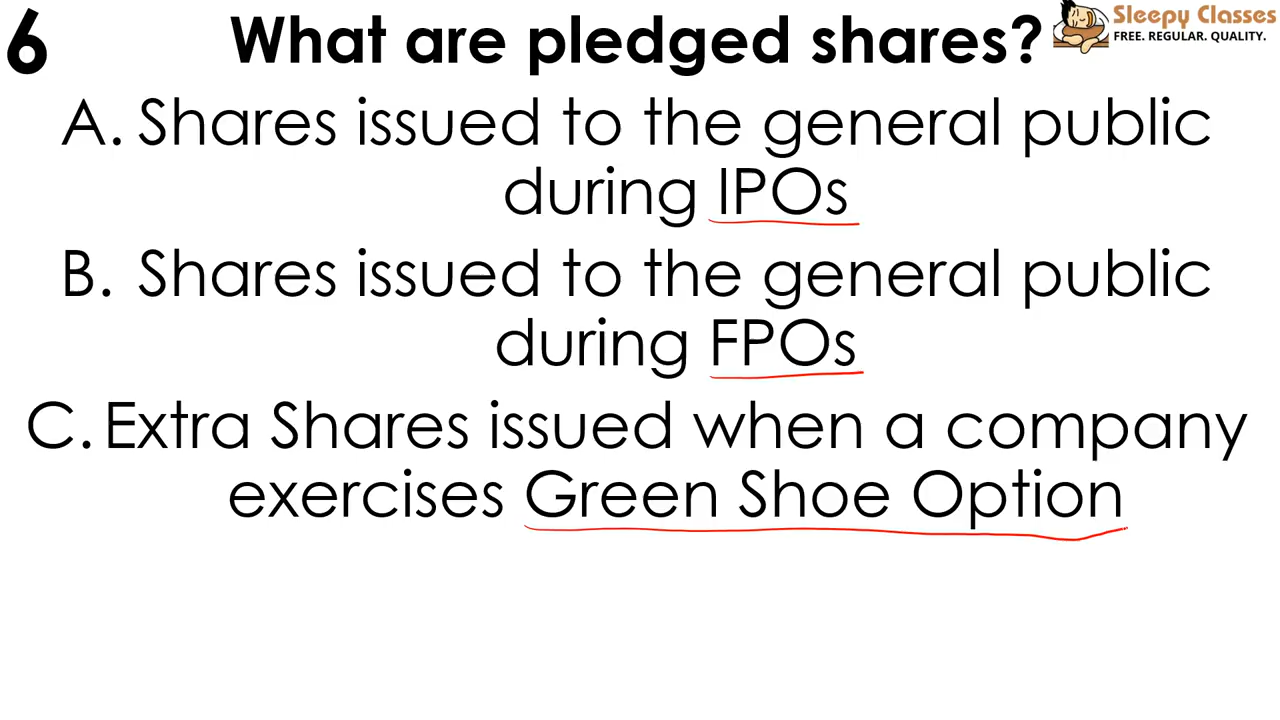 6
What are pledged shares?
Sleepy Classes
FREE. REGULAR. QUALITY.
A. Shares issued to the general public
during IPOs
B. Shares issued to the general public
during FPOs
C. Extra Shares issued when a company
exercises Green Shoe Option